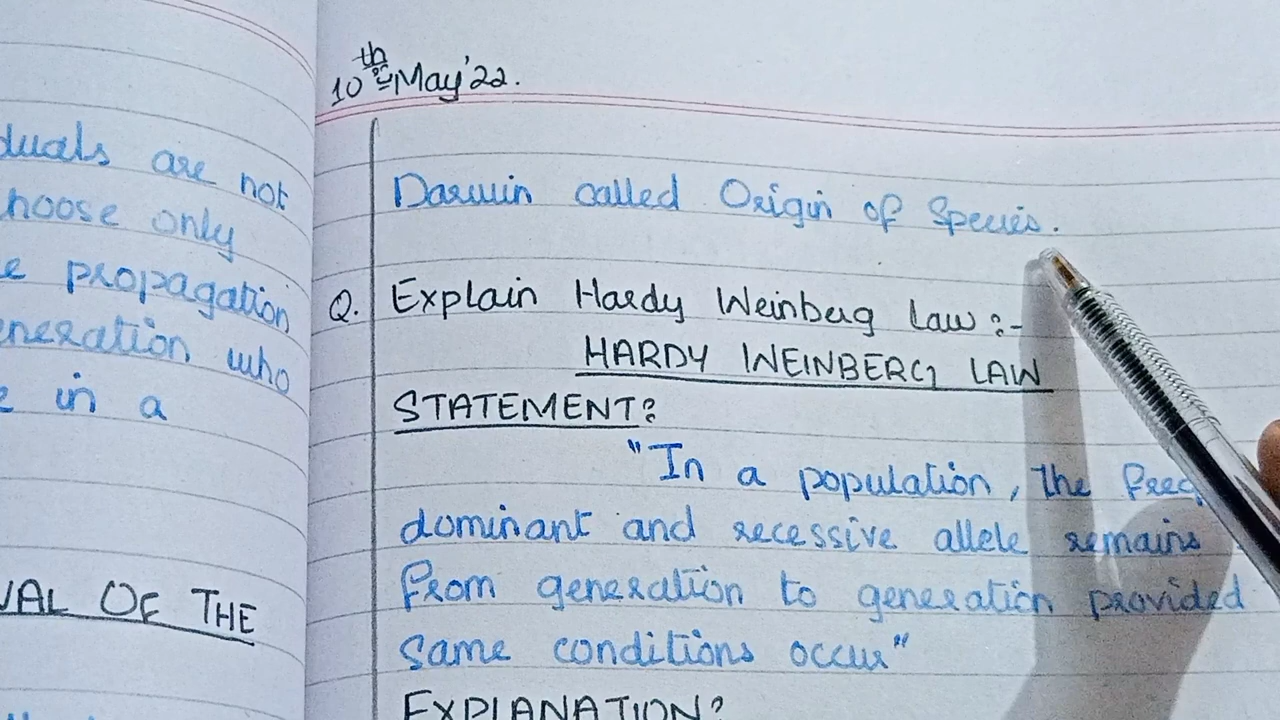 duals are not
hoose only
e propagation
neration who
e in a
VAL OF THE
10th May'22.
Darwin called Origin of Species.
Q. Explain Hardy Weinberg Law :-
HARDY WEINBERG LAW
STATEMENT:
"In a population, the freq
dominant and recessive allele remains
from generation to generation provided
same conditions occur"
EXPLANATION: